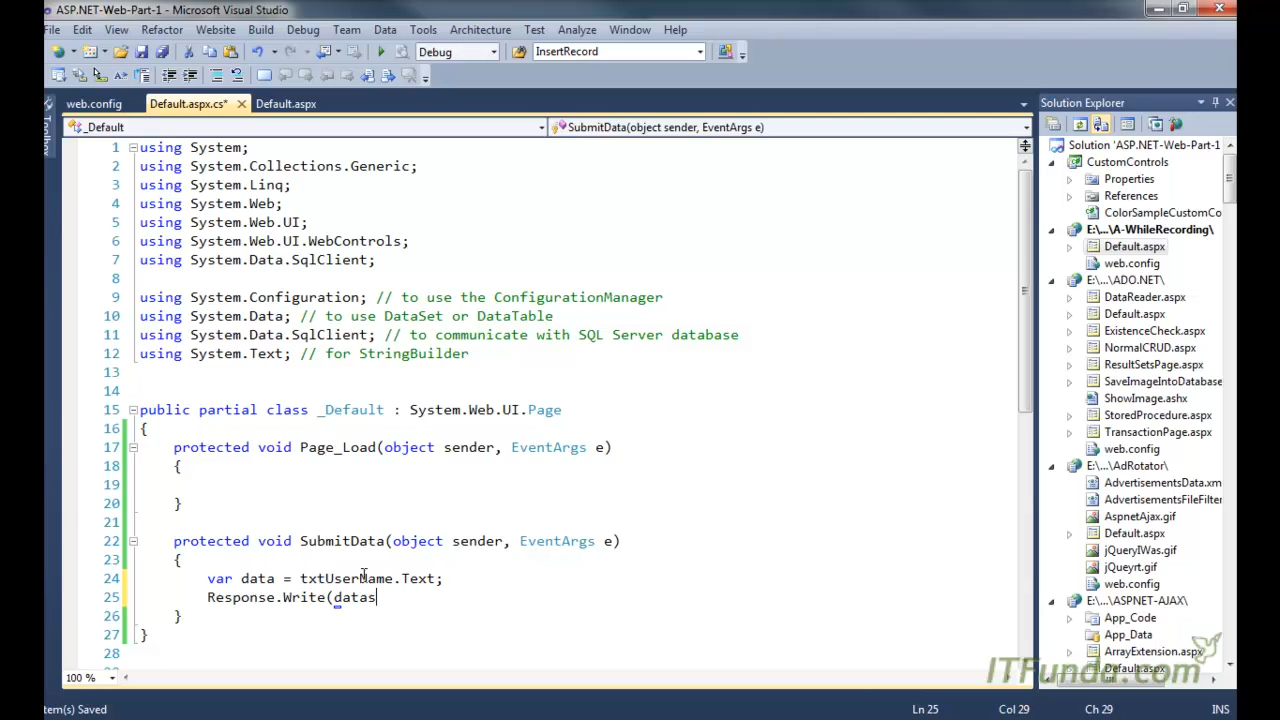 ASP.NET-Web-Part-1 - Microsoft Visual Studio
File Edit View Refactor Website Build Debug Team Data Tools Architecture Test Analyze Window Help
Debug InsertRecord
web.config Default.aspx.cs* Default.aspx
_Default SubmitData(object sender, EventArgs e)
1 using System;
2 using System.Collections.Generic;
3 using System.Linq;
4 using System.Web;
5 using System.Web.UI;
6 using System.Web.UI.WebControls;
7 using System.Data.SqlClient;
8
9 using System.Configuration; // to use the ConfigurationManager
10 using System.Data; // to use DataSet or DataTable
11 using System.Data.SqlClient; // to communicate with SQL Server database
12 using System.Text; // for StringBuilder
13
14
15 public partial class _Default : System.Web.UI.Page
16 {
17 protected void Page_Load(object sender, EventArgs e)
18 {
19
20 }
21
22 protected void SubmitData(object sender, EventArgs e)
23 {
24 var data = txtUserName.Text;
25 Response.Write(datas
26 }
27 }
28
100 %
Toolbox
Solution Explorer
Solution 'ASP.NET-Web-Part-1
CustomControls
Properties
References
ColorSampleCustomCo
E:\...\A-WhileRecording\
Default.aspx
web.config
E:\...\ADO.NET\
DataReader.aspx
Default.aspx
ExistenceCheck.aspx
NormalCRUD.aspx
ResultSetsPage.aspx
SaveImageIntoDatabase
ShowImage.ashx
StoredProcedure.aspx
TransactionPage.aspx
web.config
E:\...\AdRotator\
AdvertisementsData.xm
AdvertisementsFileFilter
AspnetAjax.gif
Default.aspx
jQueryIWas.gif
jQueyrt.gif
web.config
E:\...\ASPNET-AJAX\
App_Code
App_Data
ArrayExtension.aspx
Default.aspx
ITFunda.com
tem(s) Saved Ln 25 Col 29 Ch 29 INS